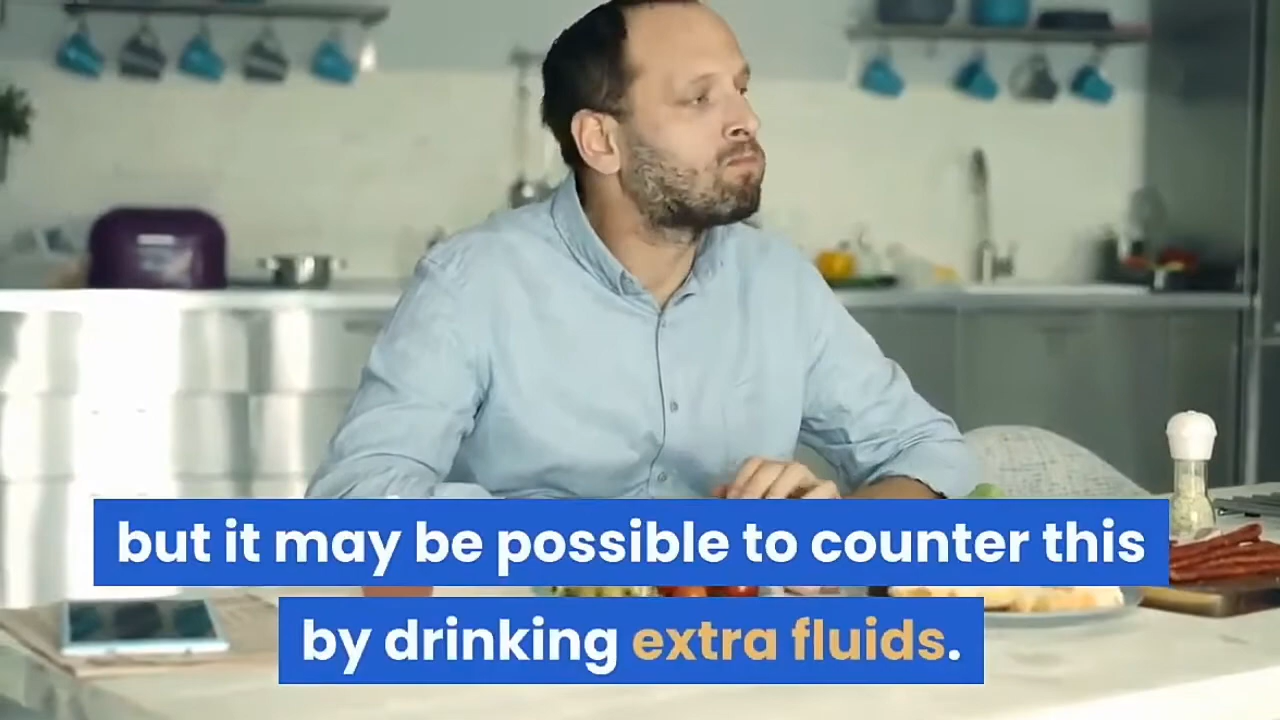 but it may be possible to counter this
by drinking extra fluids.